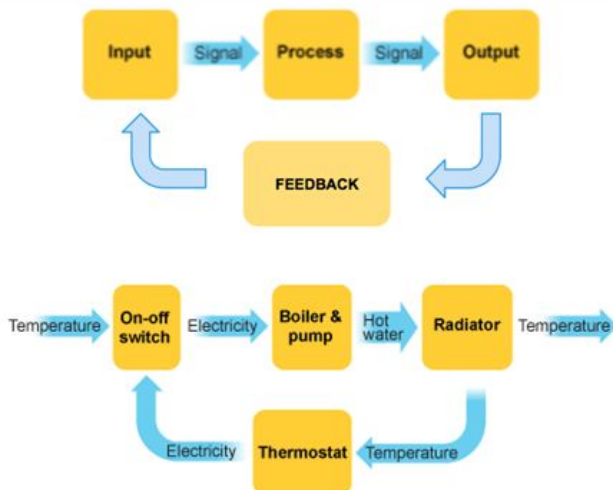 Input
Signal
Process
Signal
Output
FEEDBACK
Temperature
On-off
switch
Electricity
Boiler &
pump
Hot
water
Radiator
Temperature
Electricity
Thermostat
Temperature